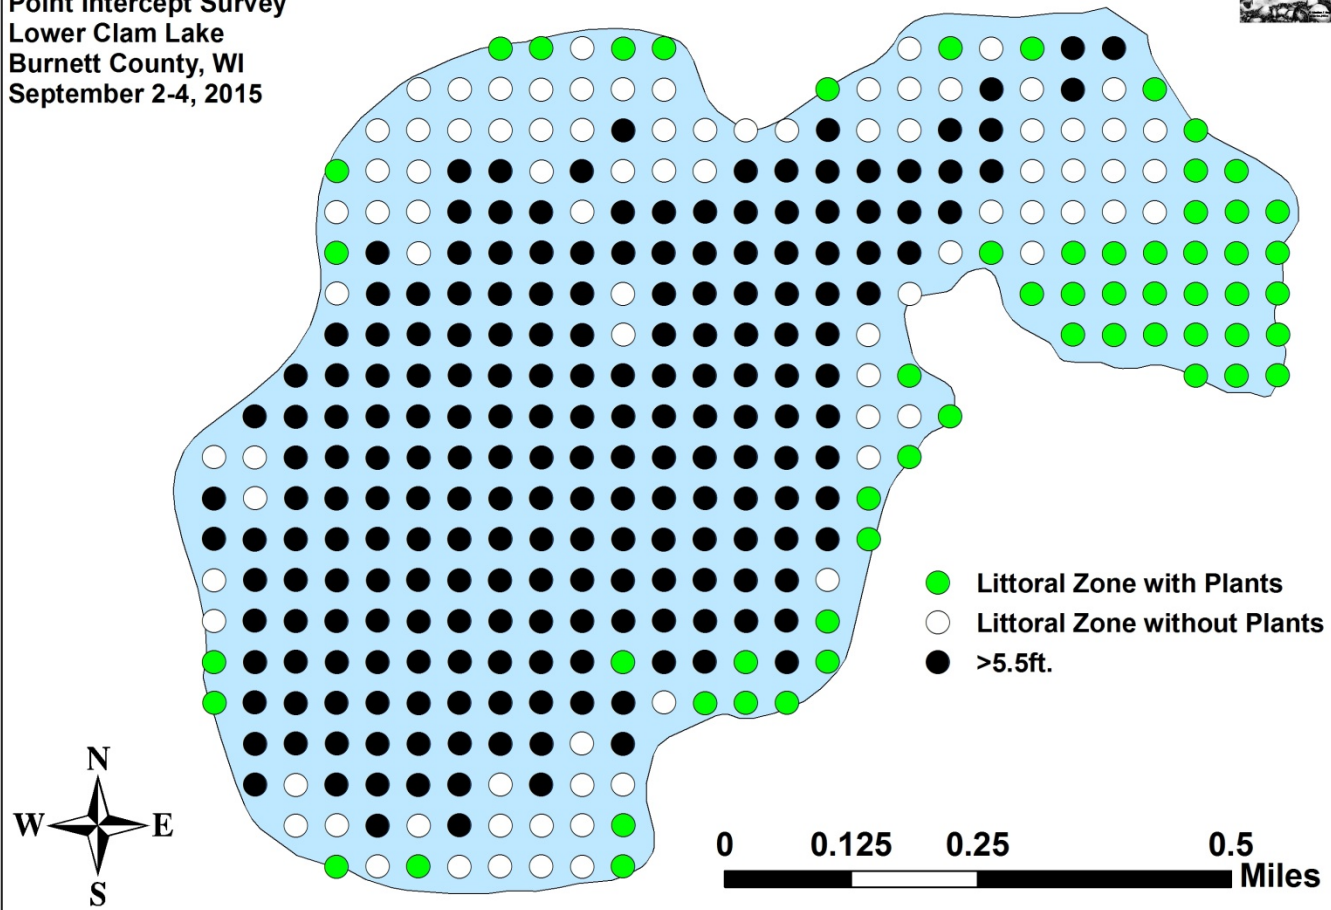 Point Intercept Survey
Lower Clam Lake
Burnett County, WI
September 2-4, 2015
Littoral Zone with Plants
Littoral Zone without Plants
>5.5ft.
N
W E
S
0 0.125 0.25 0.5
Miles